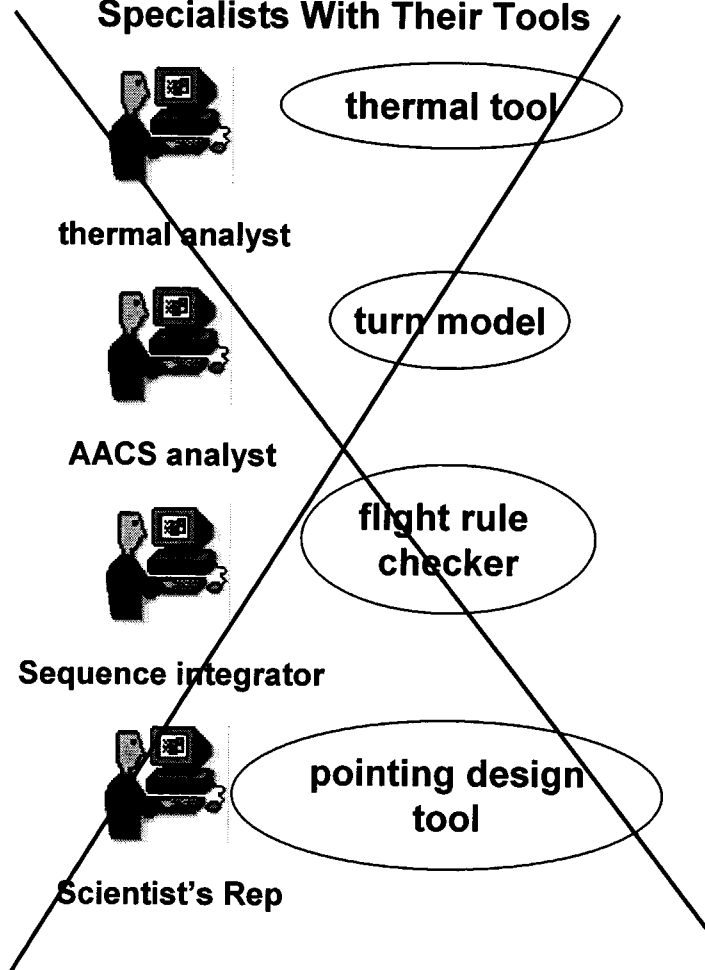 Specialists With Their Tools
thermal tool
thermal analyst
turn model
AACS analyst
flight rule
checker
Sequence integrator
pointing design
tool
Scientist's Rep